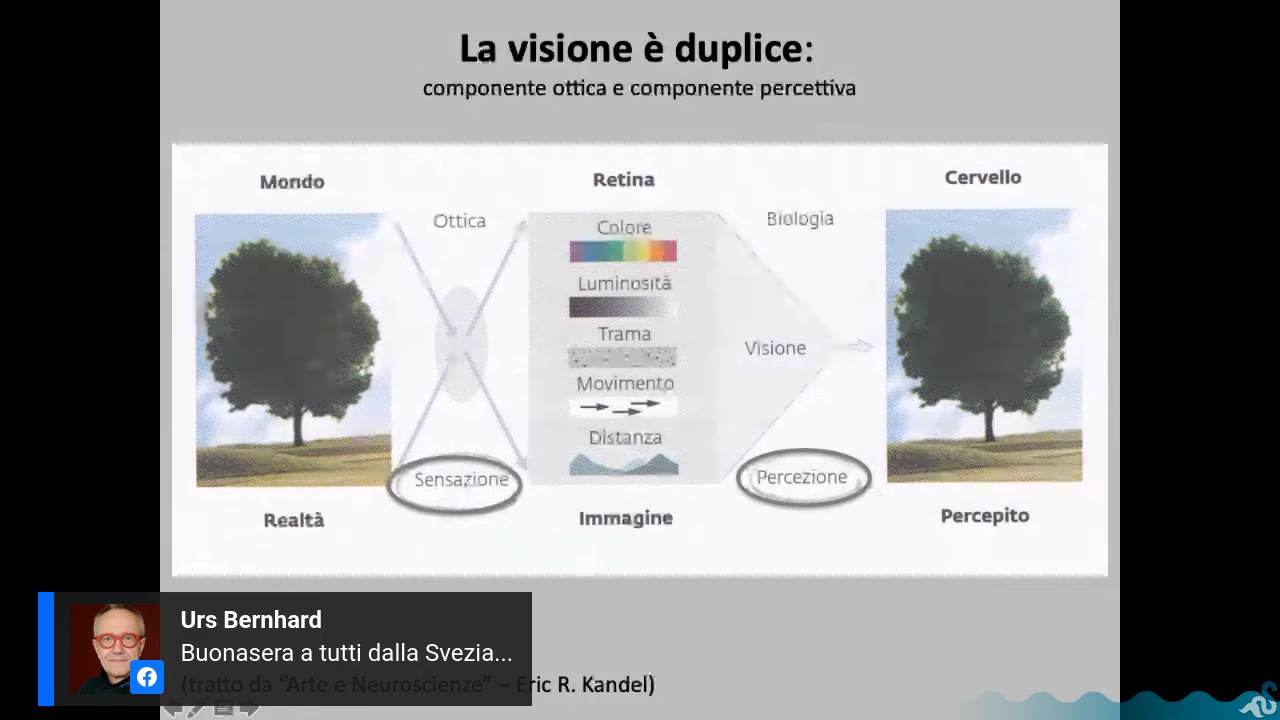 La visione è duplice:
componente ottica e componente percettiva
Mondo
Retina
Cervello
Ottica
Colore
Biologia
Luminosità
Trama
Visione
Movimento
Distanza
Sensazione
Percezione
Realtà
Immagine
Percepito
Urs Bernhard
Buonasera a tutti dalla Svezia...
(tratto da “Arte e Neuroscienze” – Eric R. Kandel)